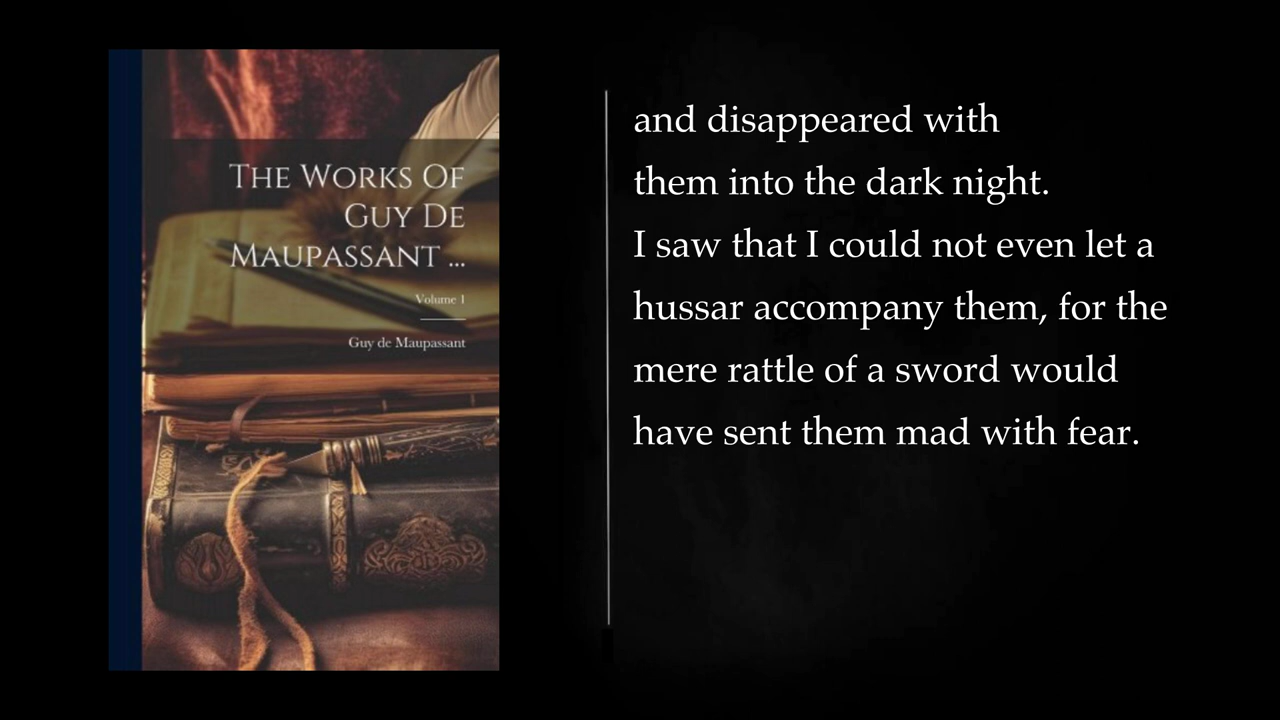 The Works Of
Guy De
Maupassant ...
Volume 1
Guy de Maupassant
and disappeared with
them into the dark night.
I saw that I could not even let a
hussar accompany them, for the
mere rattle of a sword would
have sent them mad with fear.